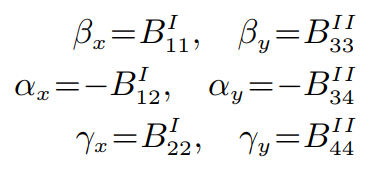 β_x=B^I_{11}, β_y=B^{II}_{33}
α_x=−B^I_{12}, α_y=−B^{II}_{34}
γ_x=B^I_{22}, γ_y=B^{II}_{44}